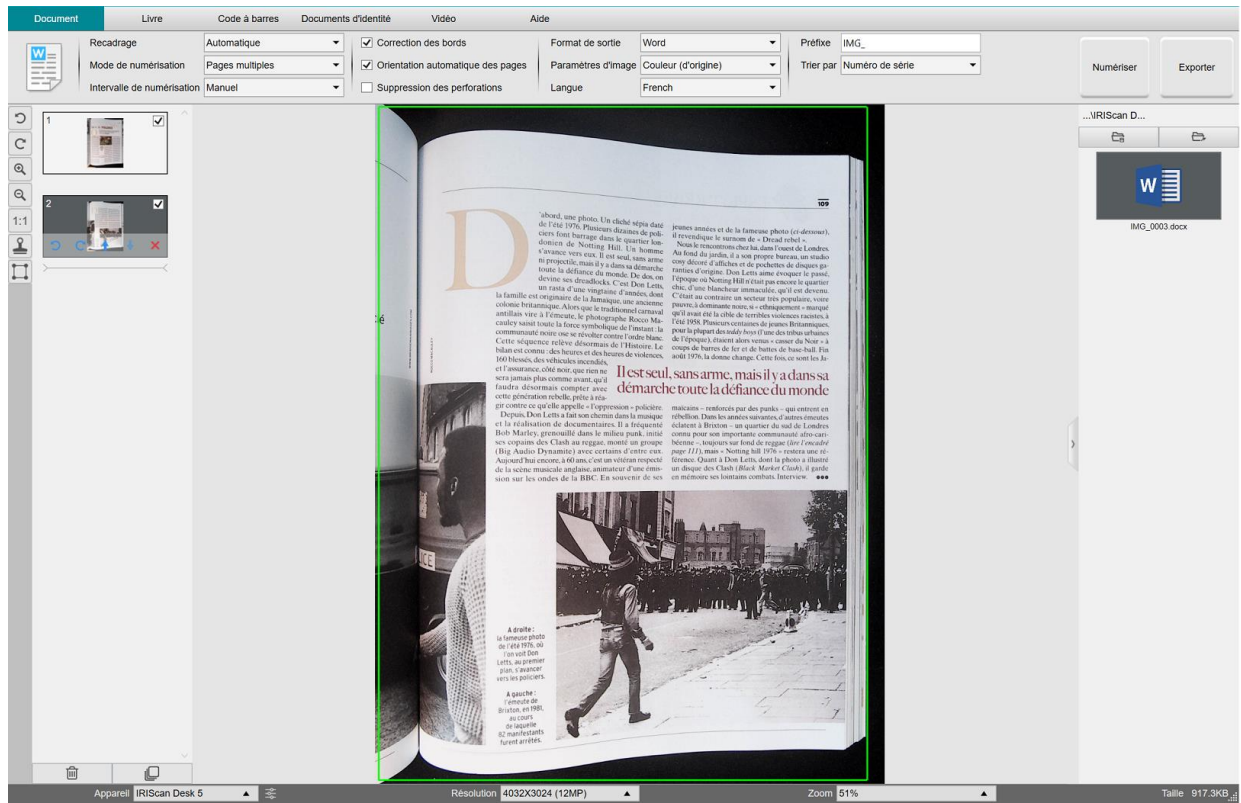 Document
Livre
Code à barres
Documents d'identité
Vidéo
Aide
Recadrage
Automatique
Mode de numérisation
Pages multiples
Intervalle de numérisation
Manuel
Correction des bords
Orientation automatique des pages
Suppression des perforations
Format de sortie
Word
Paramètres d'image
Couleur (d'origine)
Langue
French
Préfixe
IMG_
Trier par
Numéro de série
Numériser
Exporter
1
2
1:1
109
D
'abord, une photo. Un cliché sépia daté
de l'été 1976. Plusieurs dizaines de poli-
ciers font barrage dans le quartier lon-
donien de Notting Hill. Un homme
s'avance vers eux. Il est seul, sans arme
ni projectile, mais il y a dans sa démarche
toute la défiance du monde. De dos, on
devine ses dreadlocks. C'est Don Letts,
un rasta d'une vingtaine d'années, dont
la famille est originaire de la Jamaïque, une ancienne
colonie britannique. Alors que le traditionnel carnaval
antillais vire à l'émeute, le photographe Rocco Ma-
cauley saisit toute la force symbolique de l'instant : la
communauté noire ose se révolter contre l'ordre blanc.
Cette séquence relève désormais de l'Histoire. Le
bilan est connu : des heures et des heures de violences,
160 blessés, des véhicules incendiés,
et l'assurance, côté noir, que rien ne
sera jamais plus comme avant, qu'il
faudra désormais compter avec
cette génération rebelle, prête à réa-
gir contre ce qu'elle appelle « l'oppression » policière.
Depuis, Don Letts a fait son chemin dans la musique
et la réalisation de documentaires. Il a fréquenté
Bob Marley, grenouillé dans le milieu punk, initié
ses copains des Clash au reggae, monté un groupe
(Big Audio Dynamite) avec certains d'entre eux.
Aujourd'hui encore, à 60 ans, c'est un vétéran respecté
de la scène musicale anglaise, animateur d'une émis-
sion sur les ondes de la BBC. En souvenir de ses
jeunes années et de la fameuse photo (ci-dessous),
il revendique le surnom de « Dread rebel ».
Nous le rencontrons chez lui, dans l'ouest de Londres.
Au fond du jardin, il a son propre bureau, un studio
cosy décoré d'affiches et de pochettes de disques ga-
ranties d'origine. Don Letts aime évoquer le passé,
l'époque où Notting Hill n'était pas encore le quartier
chic, d'une blancheur immaculée, qu'il est devenu.
C'était au contraire un secteur très populaire, voire
pauvre, à dominante noire, si « ethniquement » marqué
qu'il avait été la cible de terribles violences racistes, à
l'été 1958. Plusieurs centaines de jeunes Britanniques,
pour la plupart des teddy boys (l'une des tribus urbaines
de l'époque), étaient alors venus « casser du Noir » à
coups de barres de fer et de battes de base-ball. Fin
août 1976, la donne change. Cette fois, ce sont les Ja-
Il est seul, sans arme, mais il y a dans sa
démarche toute la défiance du monde
maïcains – renforcés par des punks – qui entrent en
rébellion. Dans les années suivantes, d'autres émeutes
éclatent à Brixton – un quartier du sud de Londres
connu pour son importante communauté afro-cari-
béenne –, toujours sur fond de reggae (lire l'encadré
page 111), mais « Notting hill 1976 » restera une ré-
férence. Quant à Don Letts, dont la photo a illustré
un disque des Clash (Black Market Clash), il garde
en mémoire ses lointains combats. Interview. ●●●
A droite :
la fameuse photo
de l'été 1976, où
l'on voit Don
Letts, au premier
plan, s'avancer
vers les policiers.
A gauche :
l'émeute de
Brixton, en 1981,
au cours
de laquelle
82 manifestants
furent arrêtés.
...\IRIScan D...
IMG_0003.docx
Appareil
IRIScan Desk 5
Résolution
4032X3024 (12MP)
Zoom
51%
Taille 917.3KB